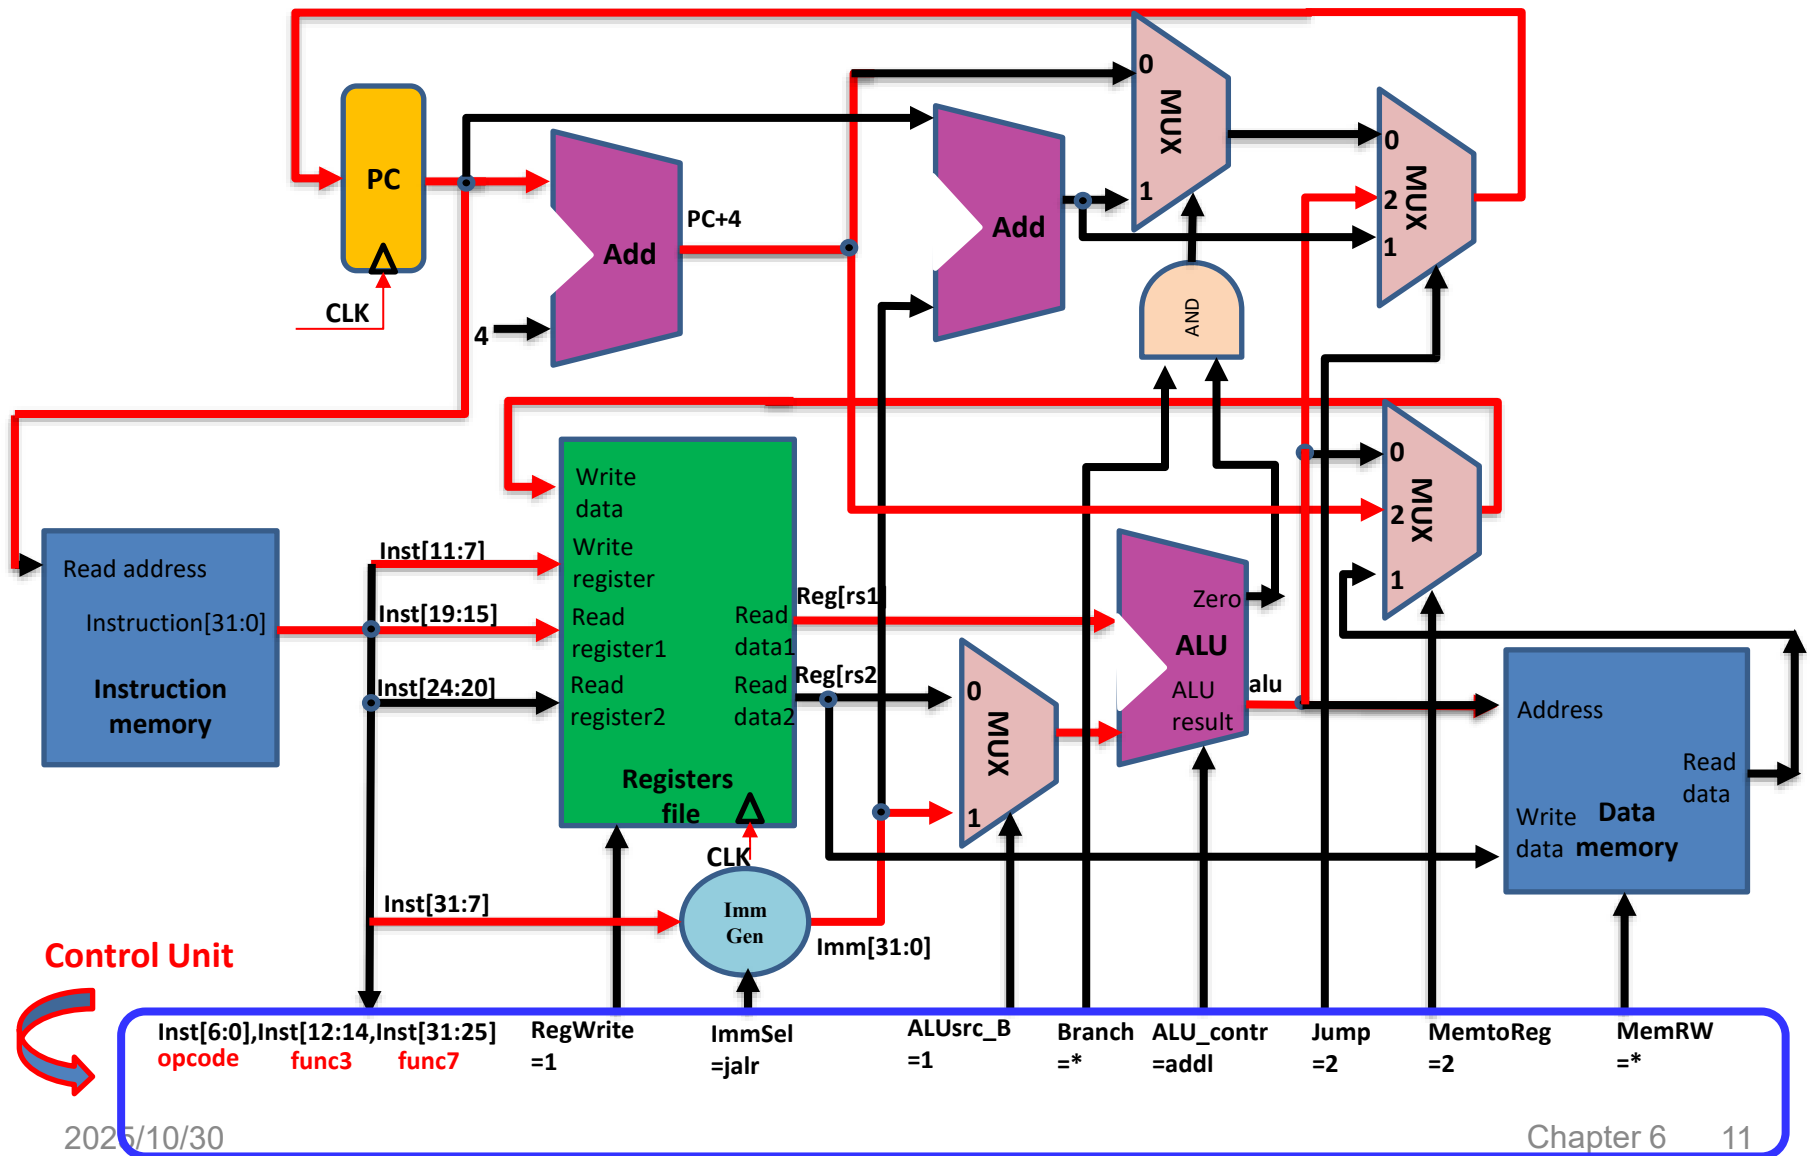 0
MUX
1
0
2
MUX
1
PC
CLK
Add
PC+4
4
Add
AND
Write
data
Write
register
Read
register1
Read
register2
Read
data1
Read
data2
Registers
file
CLK
Read address
Instruction[31:0]
Instruction
memory
Inst[11:7]
Inst[19:15]
Inst[24:20]
Inst[31:7]
Reg[rs1]
Reg[rs2
0
MUX
1
Zero
ALU
ALU
result
alu
0
MUX
2
1
Address
Read
data
Write
data
Data
memory
Imm
Gen
Imm[31:0]
Control Unit
Inst[6:0],Inst[12:14,Inst[31:25]
opcode func3 func7
RegWrite
=1
ImmSel
=jalr
ALUsrc_B
=1
Branch
=*
ALU_contr
=addl
Jump
=2
MemtoReg
=2
MemRW
=*
2025/10/30
Chapter 6 11